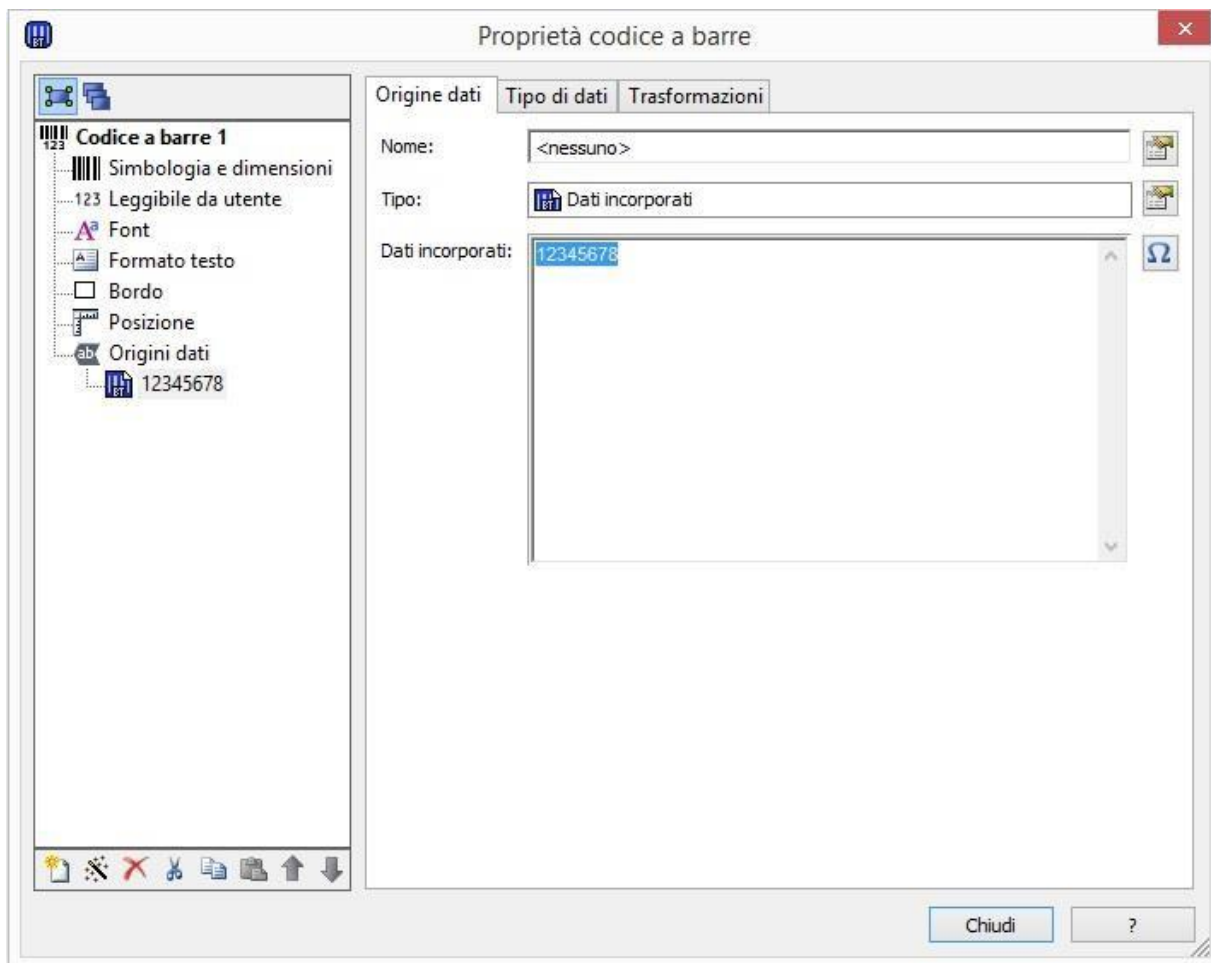 Proprietà codice a barre
Codice a barre 1
Simbologia e dimensioni
123 Leggibile da utente
Font
Formato testo
Bordo
Posizione
Origini dati
12345678
Origine dati
Tipo di dati
Trasformazioni
Nome:
<nessuno>
Tipo:
Dati incorporati
Dati incorporati:
12345678
Ω
Chiudi
?